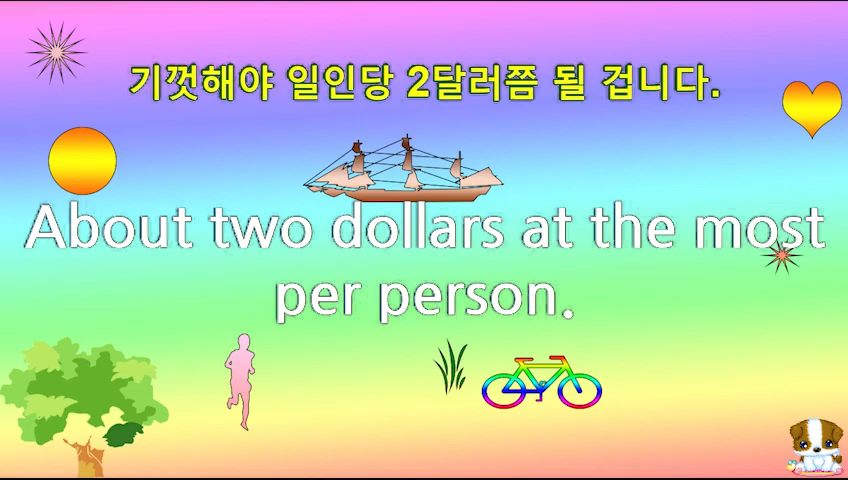 기껏해야 일인당 2달러쯤 될 겁니다.
About two dollars at the most
per person.